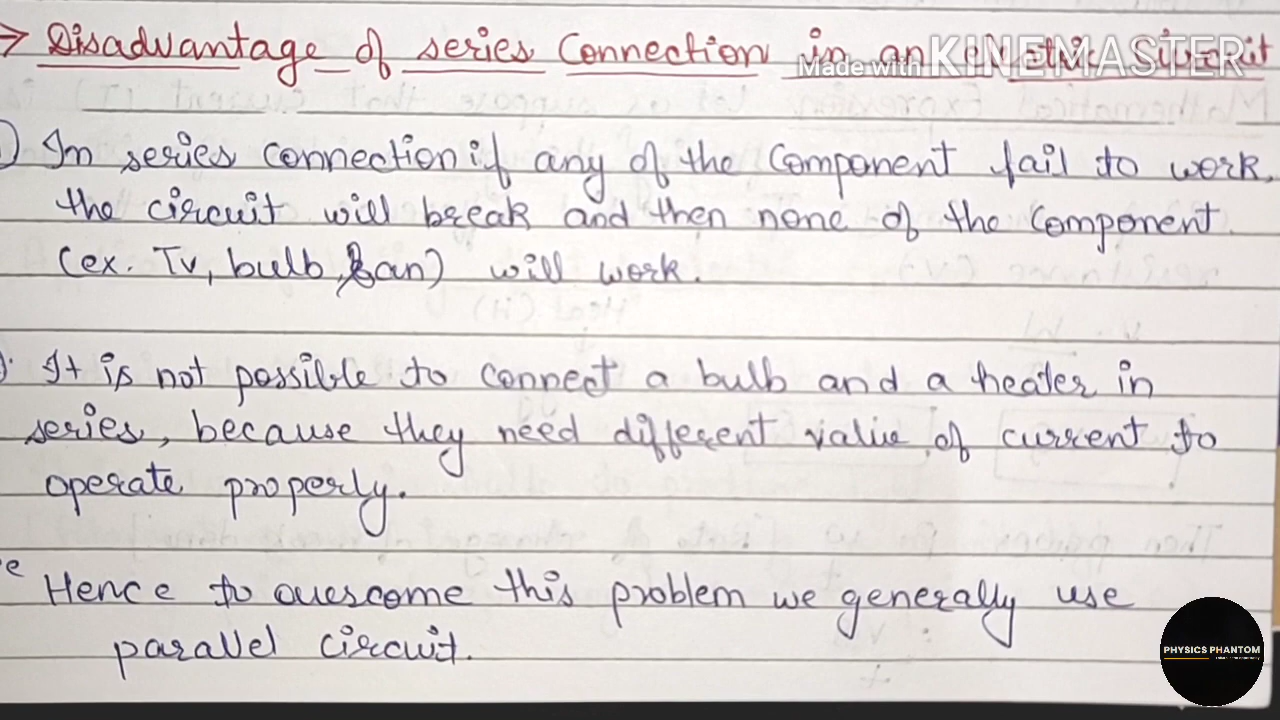 → Disadvantage of series Connection in an
Made with KINEMASTER
) In series connection if any of the Component fail to work,
the circuit will break and then none of the Component
(ex. Tv, bulb, fan) will work.
). It is not possible to connect a bulb and a heater in
series, because they need different value of current to
operate properly.
e Hence to overcome this problem we generally use
parallel circuit.
PHYSICS PHANTOM